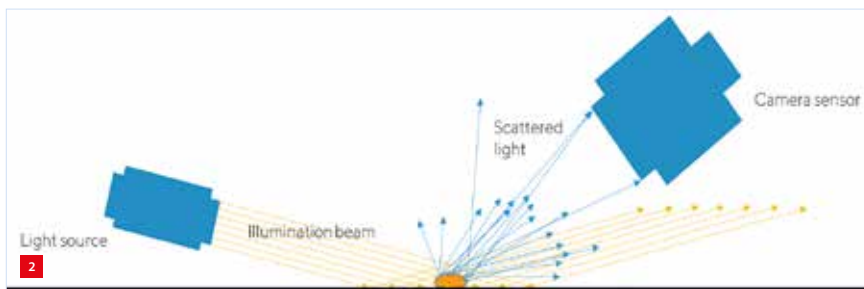 Camera sensor
Scattered
light
Illumination beam
Light source
2